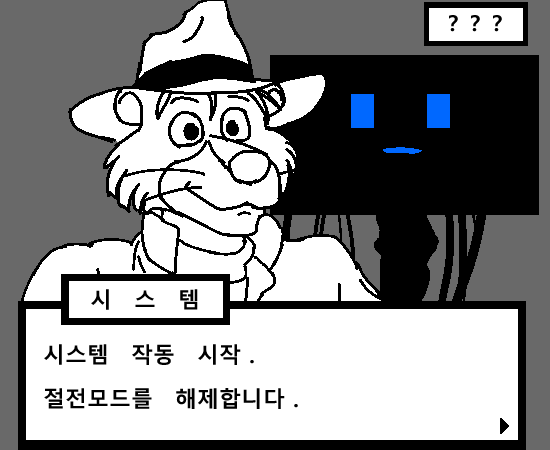 ? ? ?
시 스 템
시스템 작동 시작 .
절전모드를 해제합니다 .